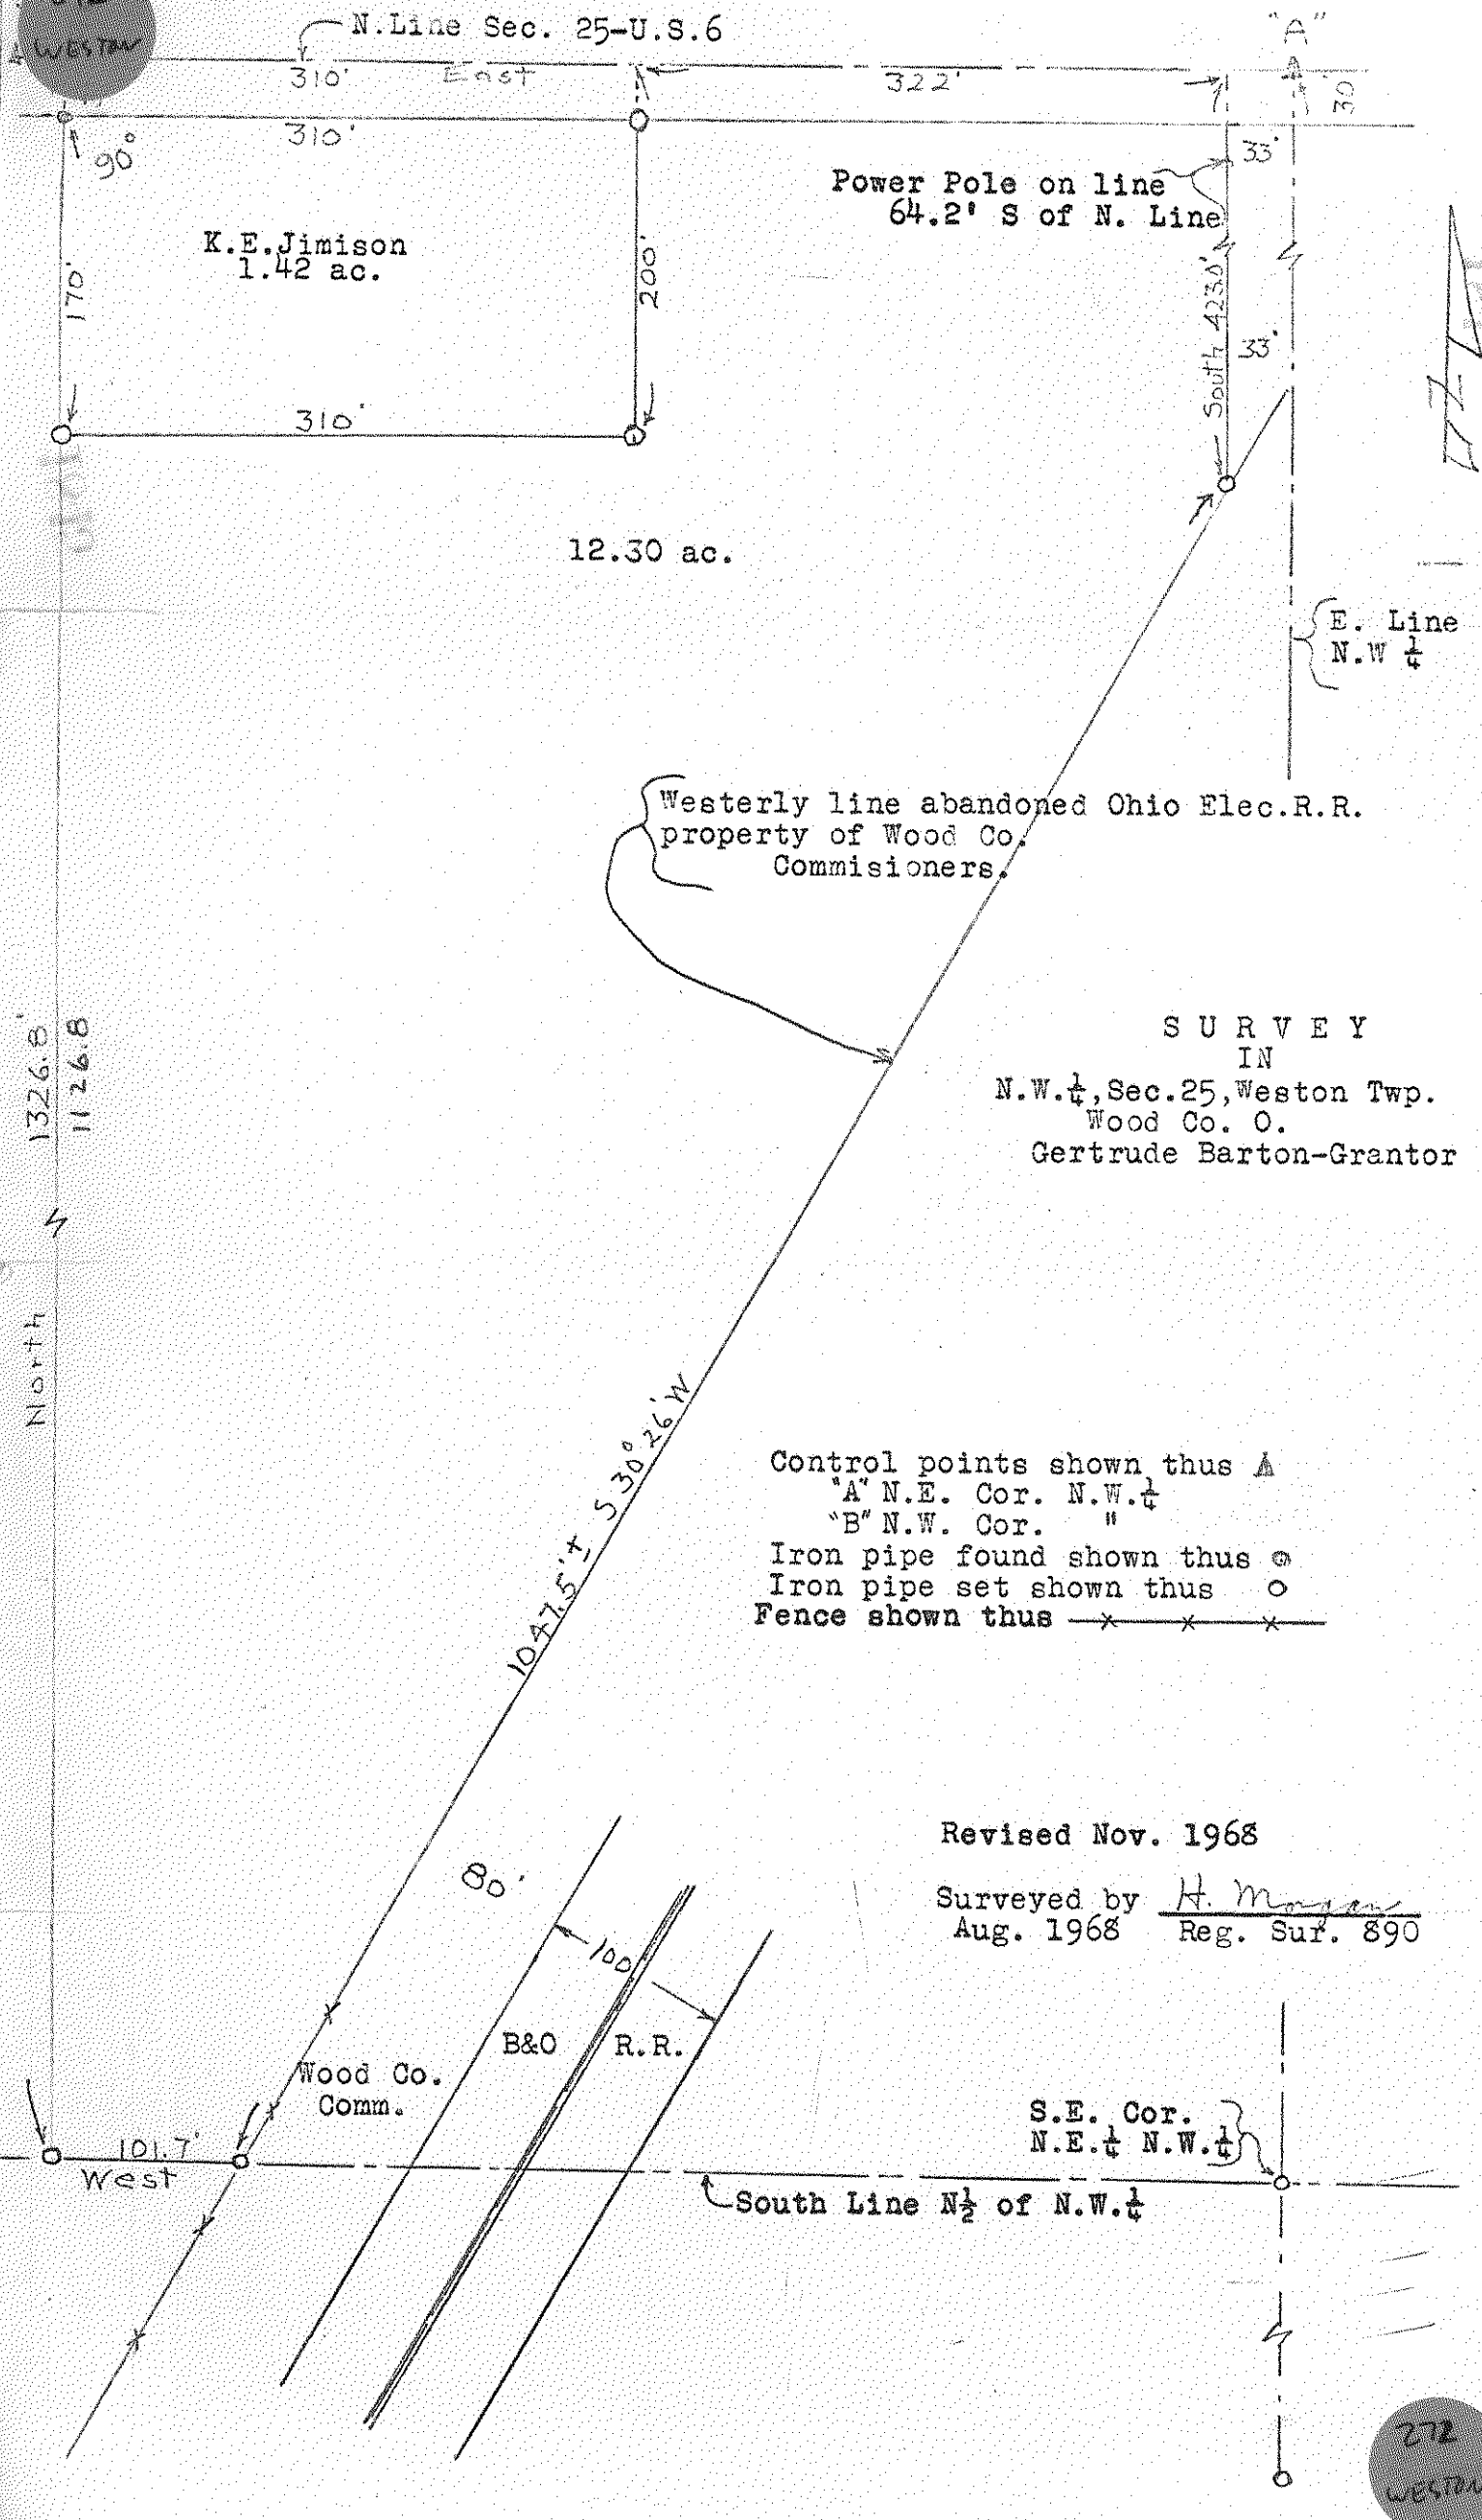 WESTON
N.Line Sec. 25-U.S.6
"A"
310' East
322'
30
310'
90°
33'
Power Pole on line
64.2' S of N. Line
K.E.Jimison
1.42 ac.
170'
200'
South 423.0'
33'
310'
12.30 ac.
E. Line
N.W ¼
Westerly line abandoned Ohio Elec.R.R.
property of Wood Co.
Commisioners.
1326.8'
1126.8
North
S U R V E Y
IN
N.W.¼,Sec.25,Weston Twp.
Wood Co. O.
Gertrude Barton-Grantor
1047.5'± S 30° 26' W
Control points shown thus
"A" N.E. Cor. N.W.¼
"B" N.W. Cor. "
Iron pipe found shown thus
Iron pipe set shown thus
Fence shown thus
Revised Nov. 1968
80'
Surveyed by H. Morgan
Aug. 1968 Reg. Sur. 890
100
B&O R.R.
Wood Co.
Comm.
S.E. Cor.
N.E.¼ N.W.¼
101.7'
West
South Line N½ of N.W.¼
272
WESTON